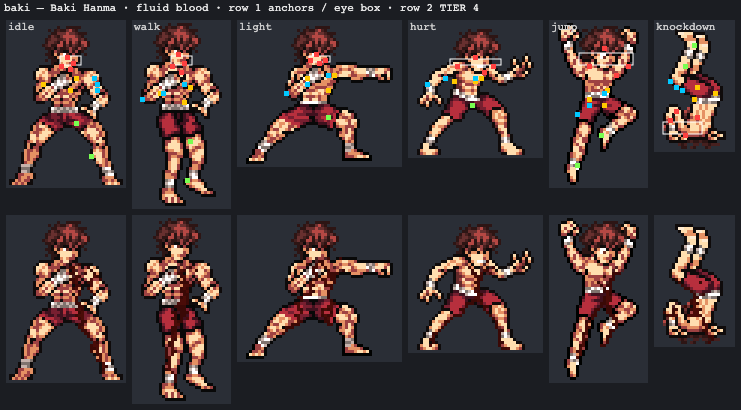 baki — Baki Hanma · fluid blood · row 1 anchors / eye box · row 2 TIER 4
idle
walk
light
hurt
jump
knockdown